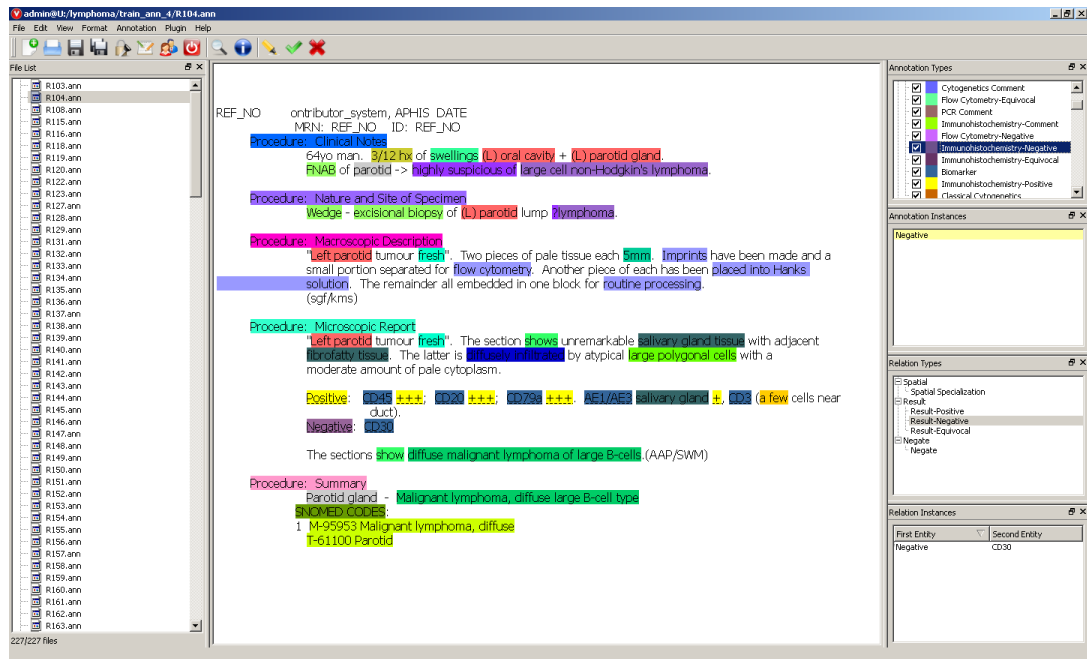 admin@U:/lymphoma/train_ann_4/R104.ann
File Edit View Format Annotation Plugin Help
File List
R103.ann
R104.ann
R108.ann
R115.ann
R116.ann
R118.ann
R119.ann
R120.ann
R122.ann
R123.ann
R127.ann
R128.ann
R129.ann
R131.ann
R132.ann
R133.ann
R134.ann
R135.ann
R136.ann
R137.ann
R138.ann
R139.ann
R140.ann
R141.ann
R142.ann
R143.ann
R144.ann
R145.ann
R146.ann
R147.ann
R148.ann
R149.ann
R150.ann
R151.ann
R152.ann
R153.ann
R154.ann
R155.ann
R156.ann
R157.ann
R158.ann
R159.ann
R160.ann
R161.ann
R162.ann
R163.ann
227/227 files
REF_NO ontributor_system, APHIS DATE
MRN: REF_NO ID: REF_NO
Procedure: Clinical Notes
64yo man. 3/12 hx of swellings (L) oral cavity + (L) parotid gland.
FNAB of parotid -> highly suspicious of large cell non-Hodgkin's lymphoma.
Procedure: Nature and Site of Specimen
Wedge - excisional biopsy of (L) parotid lump ?lymphoma.
Procedure: Macroscopic Description
"Left parotid tumour fresh". Two pieces of pale tissue each 5mm. Imprints have been made and a
small portion separated for flow cytometry. Another piece of each has been placed into Hanks
solution. The remainder all embedded in one block for routine processing.
(sgf/kms)
Procedure: Microscopic Report
"Left parotid tumour fresh". The section shows unremarkable salivary gland tissue with adjacent
fibrofatty tissue. The latter is diffusely infiltrated by atypical large polygonal cells with a
moderate amount of pale cytoplasm.
Positive: CD45 +++; CD20 +++; CD79a +++. AE1/AE3 salivary gland +, CD3 (a few cells near
duct).
Negative: CD30
The sections show diffuse malignant lymphoma of large B-cells.(AAP/SWM)
Procedure: Summary
Parotid gland - Malignant lymphoma, diffuse large B-cell type
SNOMED CODES:
1 M-95953 Malignant lymphoma, diffuse
T-61100 Parotid
Annotation Types
Cytogenetics Comment
Flow Cytometry-Equivocal
PCR Comment
Immunohistochemistry-Comment
Flow Cytometry-Negative
Immunohistochemistry-Negative
Immunohistochemistry-Equivocal
Biomarker
Immunohistochemistry-Positive
Classical Cytogenetics
Annotation Instances
Negative
Relation Types
Spatial
Spatial Specialization
Result
Result-Positive
Result-Negative
Result-Equivocal
Negate
Negate
Relation Instances
First Entity Second Entity
Negative CD30